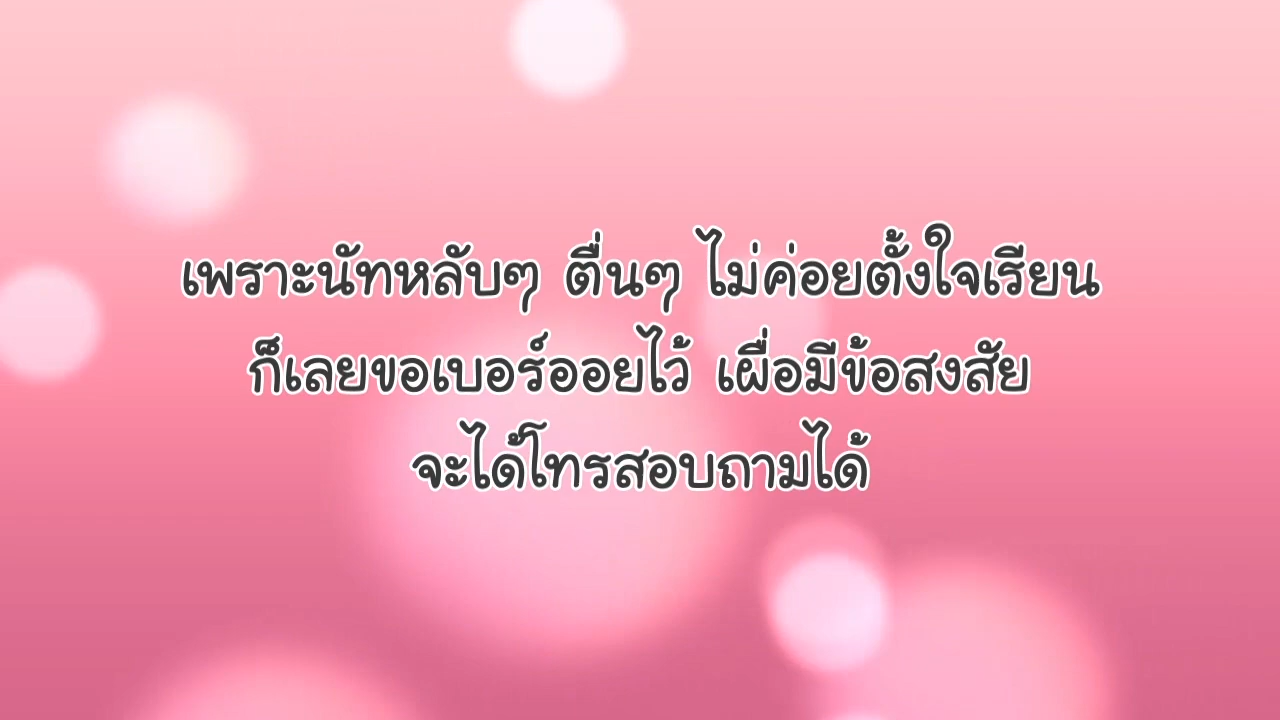 เพราะนัทหลับๆ ตื่นๆ ไม่ค่อยตั้งใจเรียน
ก็เลยขอเบอร์ออยไว้ เผื่อมีข้อสงสัย
จะได้โทรสอบถามได้